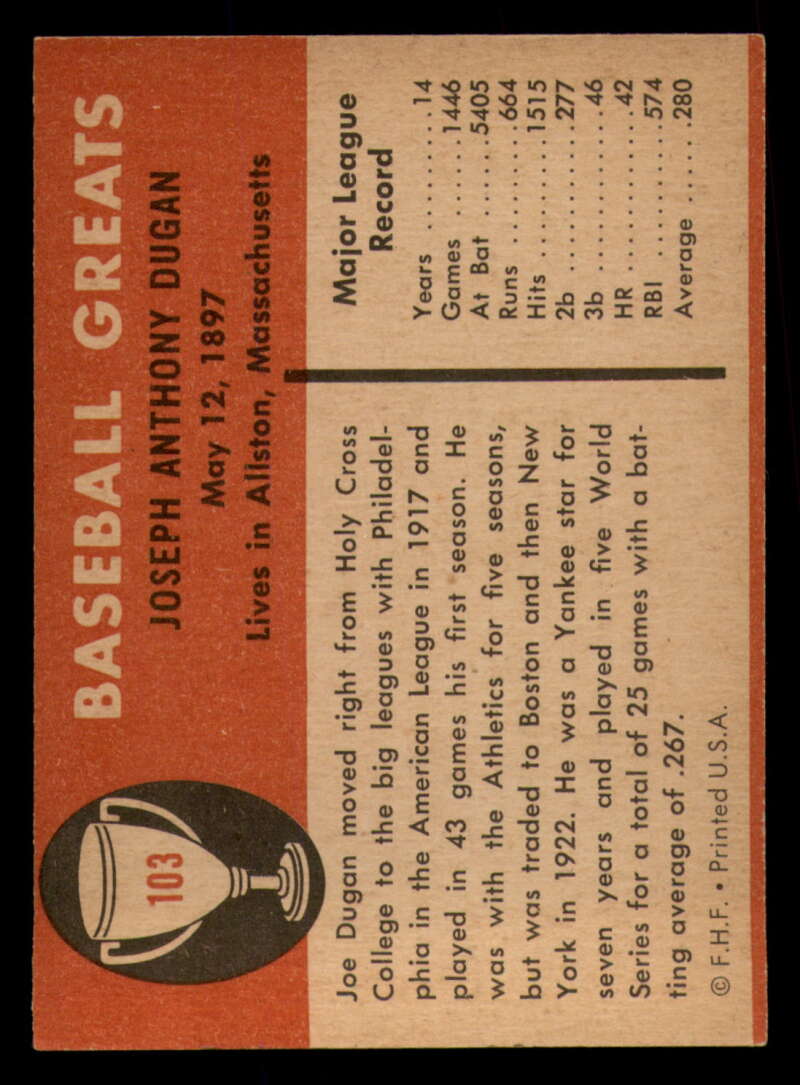 BASEBALL GREATS
JOSEPH ANTHONY DUGAN
May 12, 1897
Lives in Allston, Massachusetts
103
Joe Dugan moved right from Holy Cross
College to the big leagues with Philadel-
phia in the American League in 1917 and
played in 43 games his first season. He
was with the Athletics for five seasons,
but was traded to Boston and then New
York in 1922. He was a Yankee star for
seven years and played in five World
Series for a total of 25 games with a bat-
ting average of .267.
© F.H.F. • Printed U.S.A.
Major League
Record
Years ..........14
Games ......1446
At Bat ......5405
Runs .........664
Hits .........1515
2b ............277
3b .............46
HR .............42
RBI ...........574
Average ......280